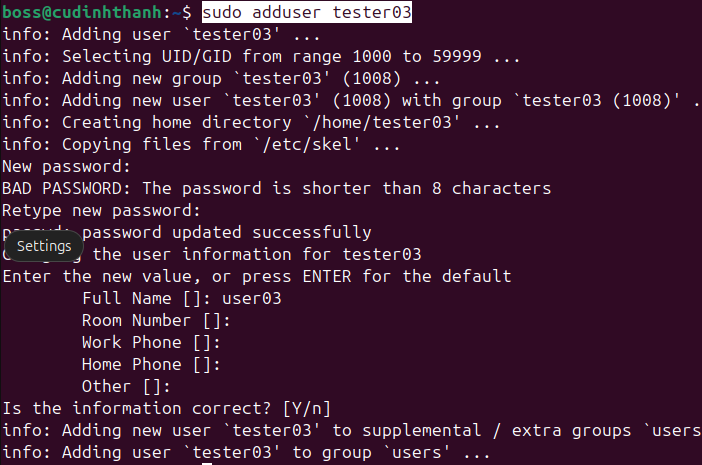 boss@cudinhthanh:~$ sudo adduser tester03
info: Adding user `tester03' ...
info: Selecting UID/GID from range 1000 to 59999 ...
info: Adding new group `tester03' (1008) ...
info: Adding new user `tester03' (1008) with group `tester03 (1008)' .
info: Creating home directory `/home/tester03' ...
info: Copying files from `/etc/skel' ...
New password:
BAD PASSWORD: The password is shorter than 8 characters
Retype new password:
passwd: password updated successfully
Settings
the user information for tester03
Enter the new value, or press ENTER for the default
Full Name []: user03
Room Number []:
Work Phone []:
Home Phone []:
Other []:
Is the information correct? [Y/n]
info: Adding new user `tester03' to supplemental / extra groups `users
info: Adding user `tester03' to group `users' ...